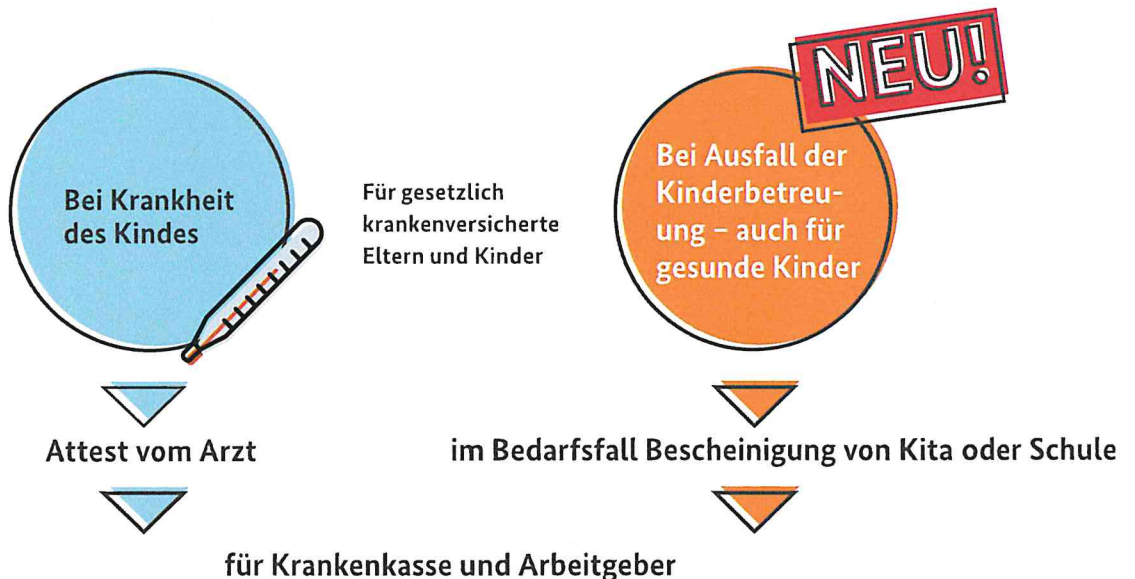 NEU!
Bei Krankheit
des Kindes
Für gesetzlich
krankenversicherte
Eltern und Kinder
Bei Ausfall der
Kinderbetreu-
ung – auch für
gesunde Kinder
Attest vom Arzt
im Bedarfsfall Bescheinigung von Kita oder Schule
für Krankenkasse und Arbeitgeber